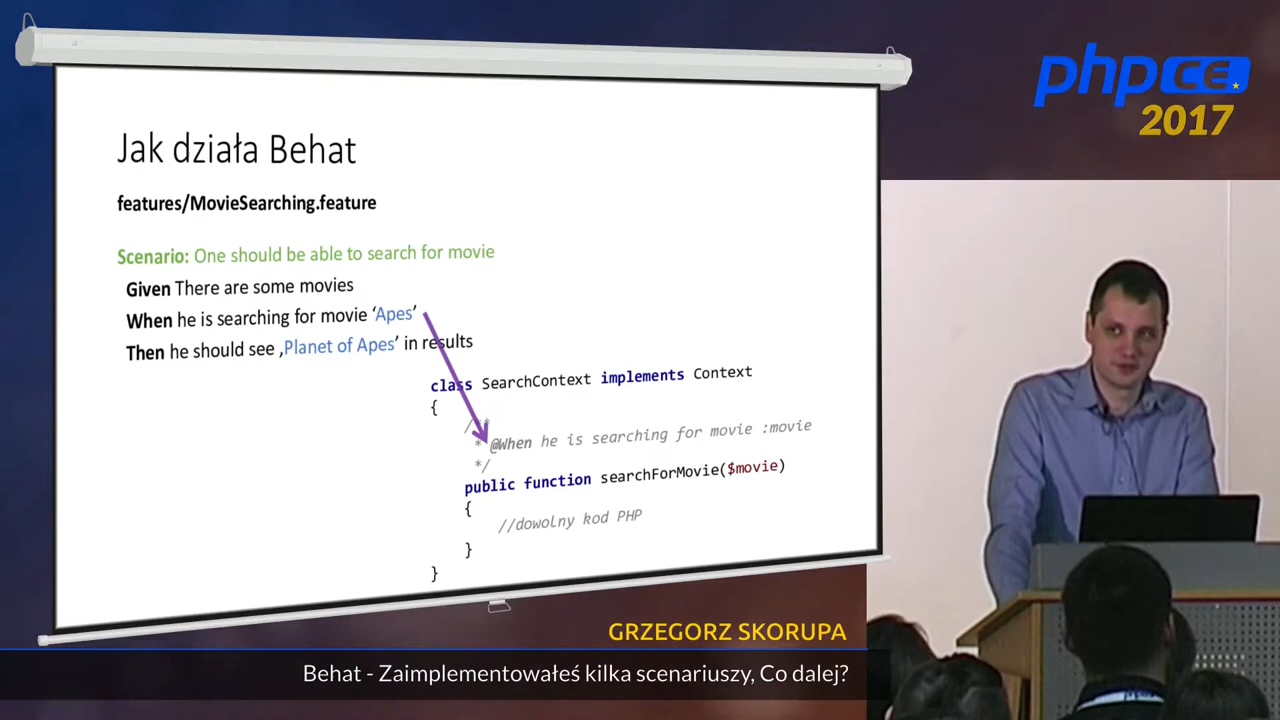 Jak działa Behat
features/MovieSearching.feature
Scenario: One should be able to search for movie
Given There are some movies
When he is searching for movie ‘Apes’
Then he should see ‚Planet of Apes’ in results
class SearchContext implements Context
{
/**
* @When he is searching for movie :movie
*/
public function searchForMovie($movie)
{
//dowolny kod PHP
}
}
phpCE
2017
GRZEGORZ SKORUPA
Behat - Zaimplementowałeś kilka scenariuszy, Co dalej?